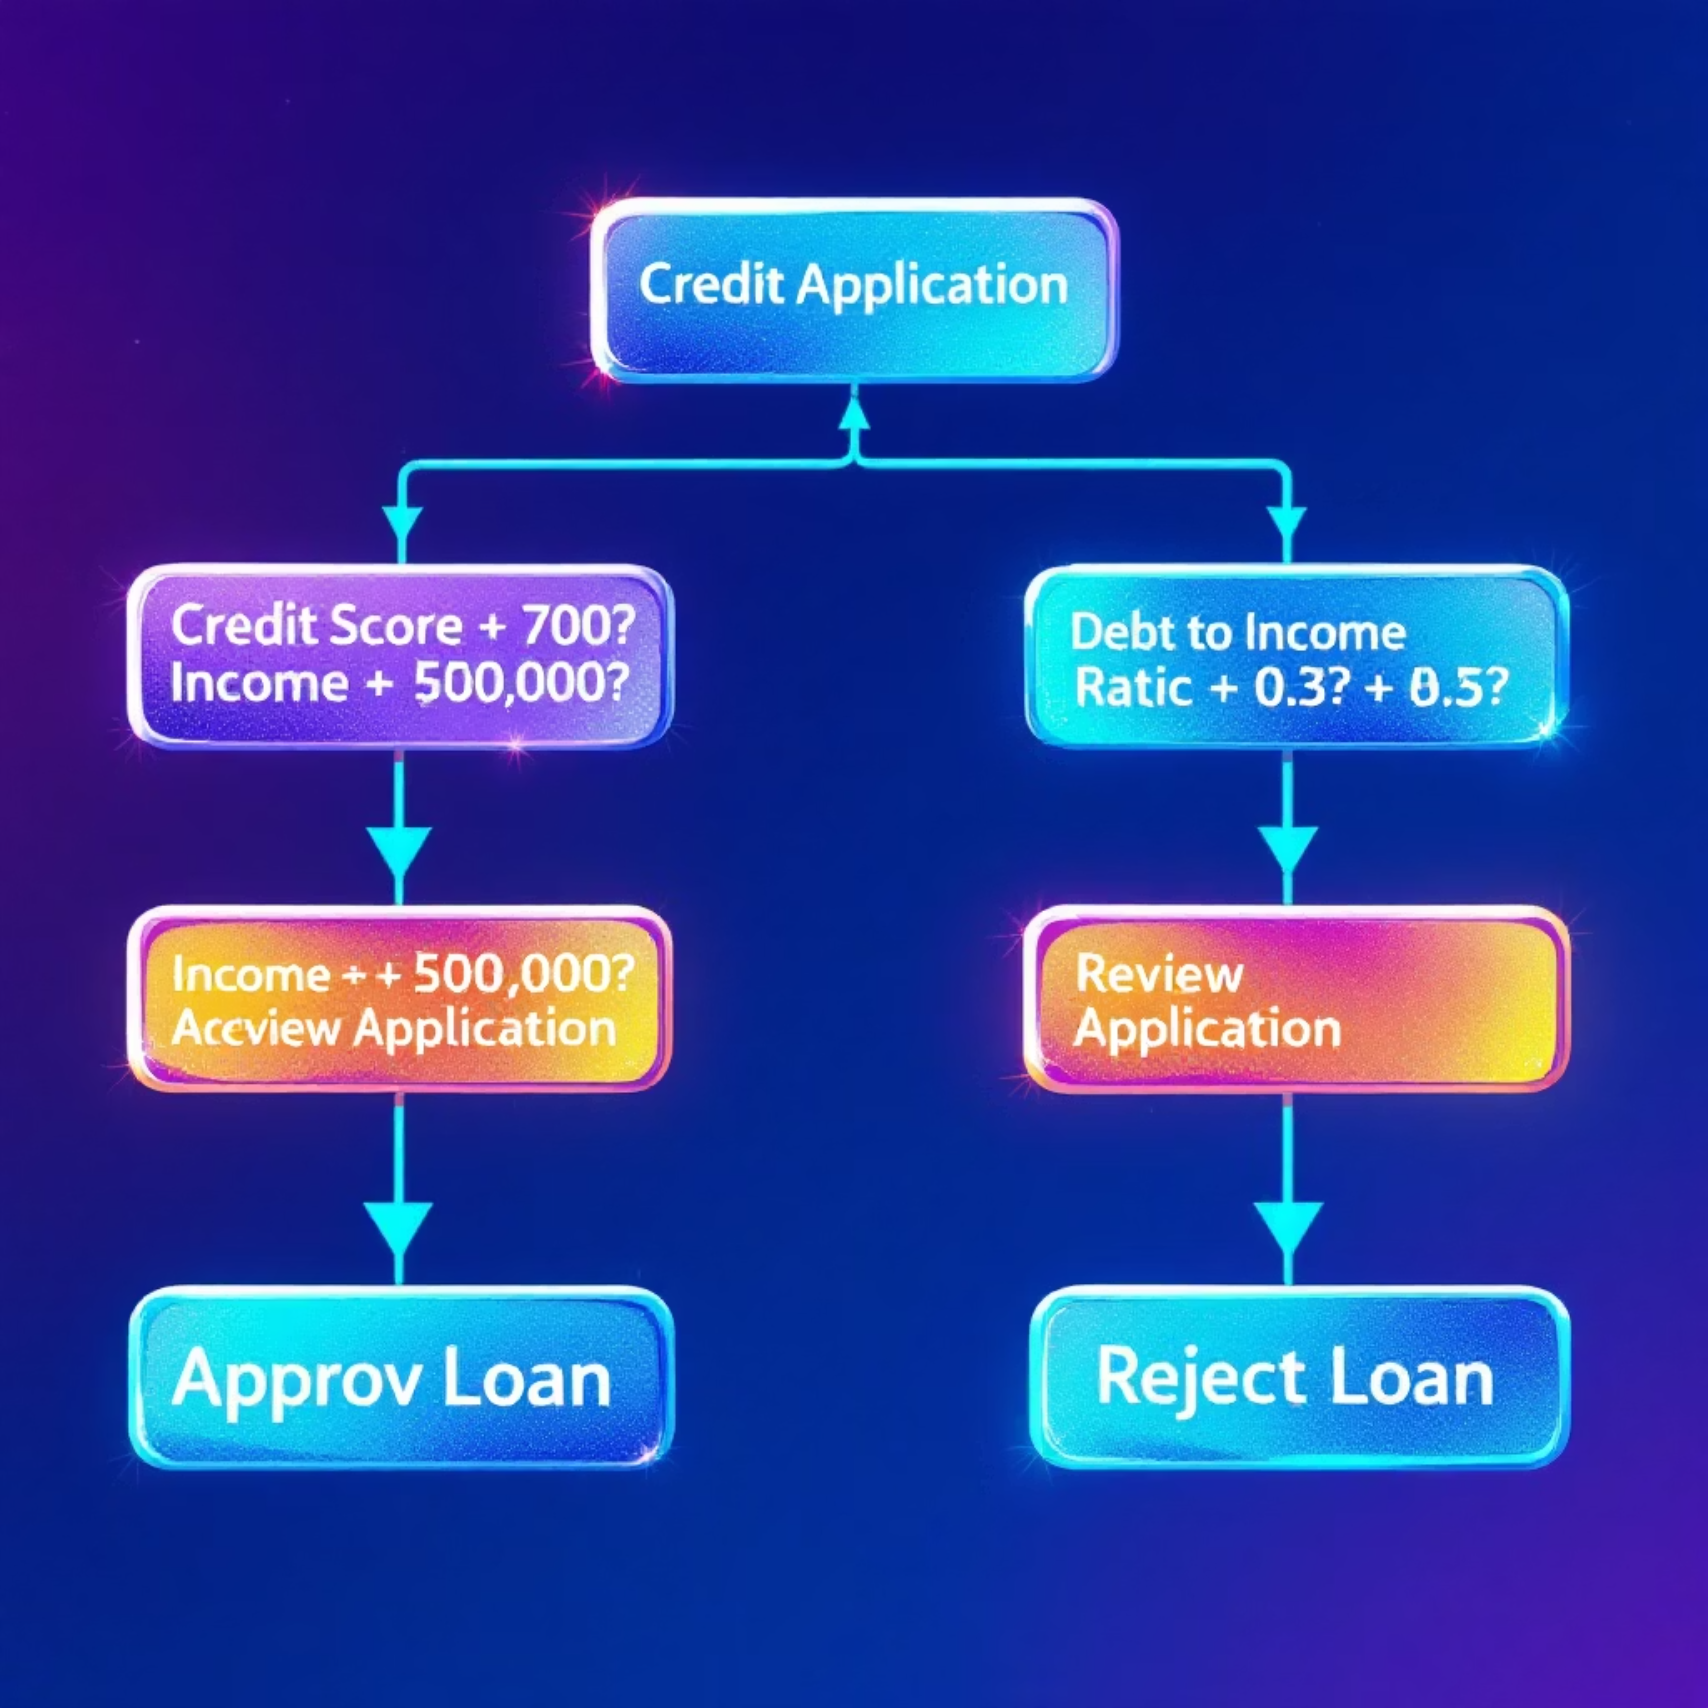 Credit Application
Credit Score + 700?
Income + 500,000?
Debt to Income
Ratic + 0.3? + 0.5?
Income + + 500,000?
Accview Application
Review
Application
Approv Loan
Reject Loan